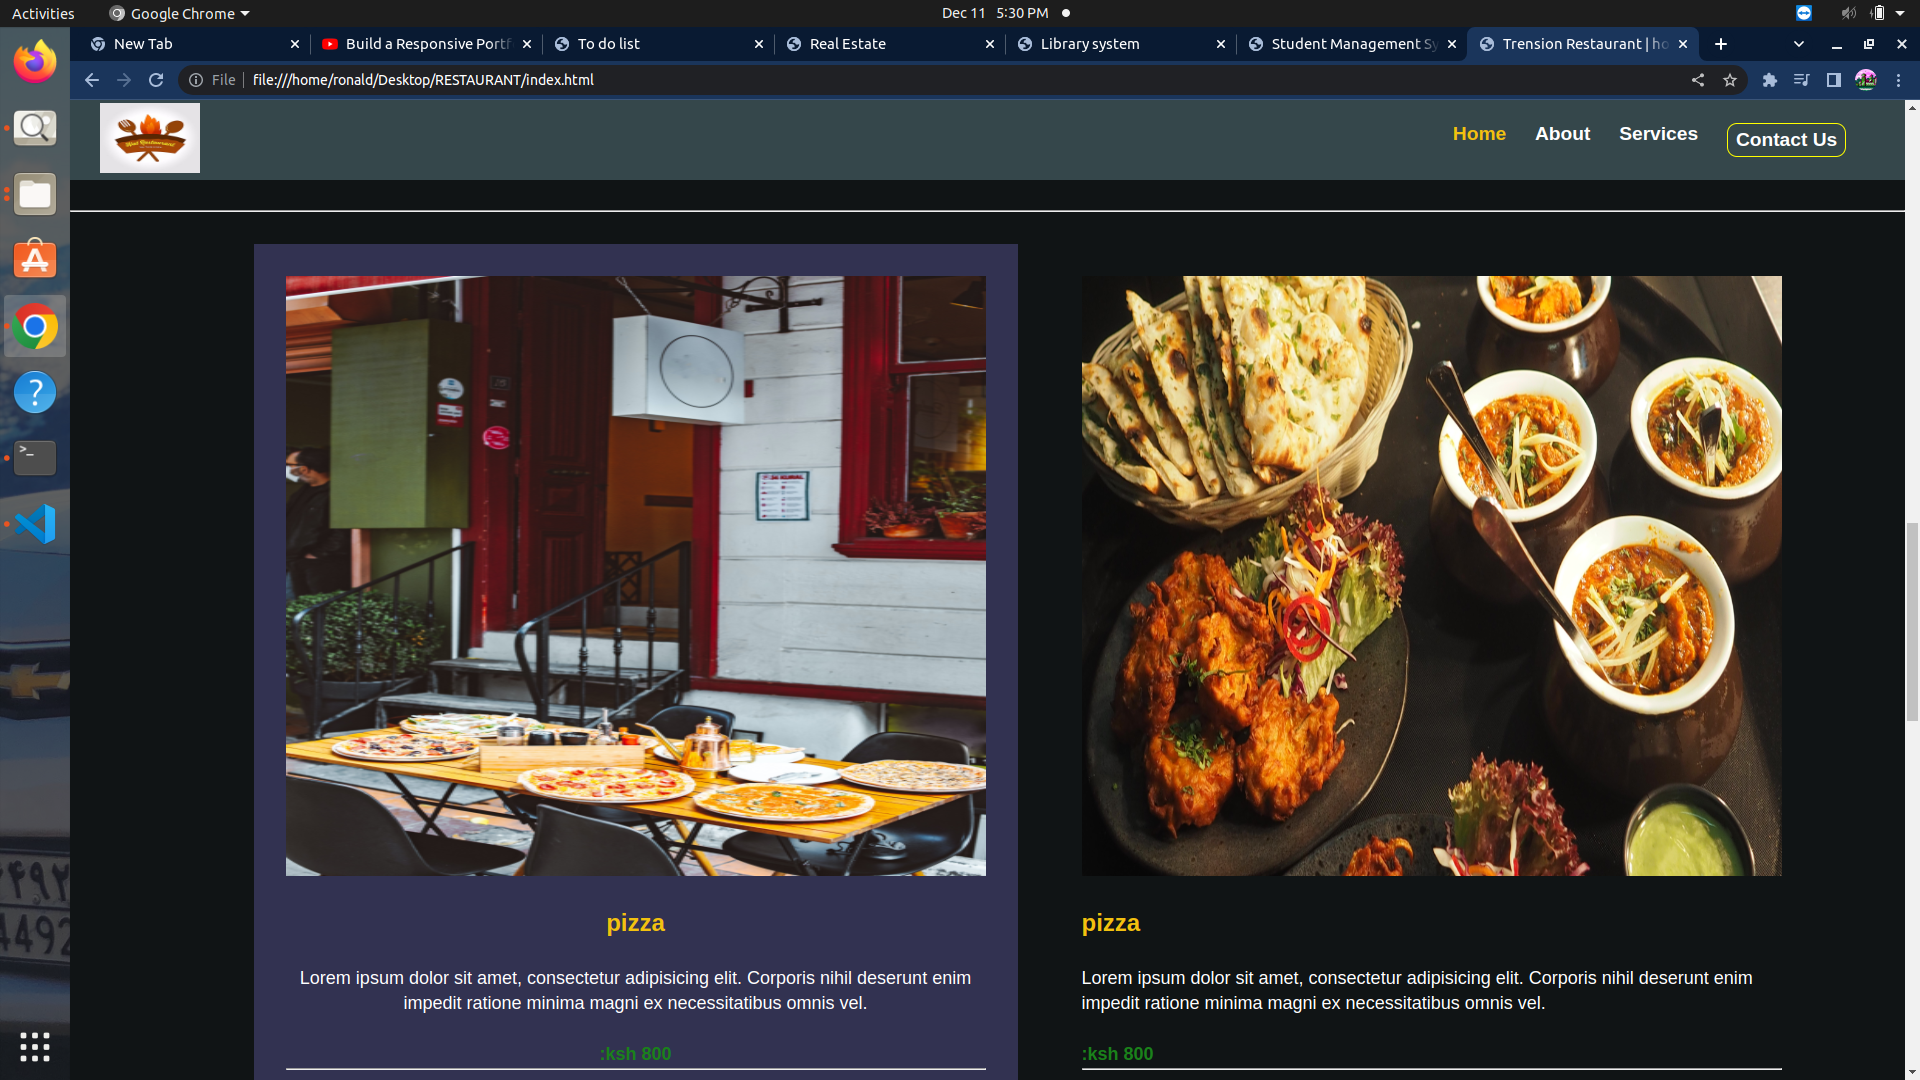 Activities
Google Chrome
Dec 11 5:30 PM
New Tab
Build a Responsive Portf
To do list
Real Estate
Library system
Student Management Sy
Trension Restaurant | ho
File
file:///home/ronald/Desktop/RESTAURANT/index.html
Home
About
Services
Contact Us
pizza
Lorem ipsum dolor sit amet, consectetur adipisicing elit. Corporis nihil deserunt enim
impedit ratione minima magni ex necessitatibus omnis vel.
:ksh 800
pizza
Lorem ipsum dolor sit amet, consectetur adipisicing elit. Corporis nihil deserunt enim
impedit ratione minima magni ex necessitatibus omnis vel.
:ksh 800